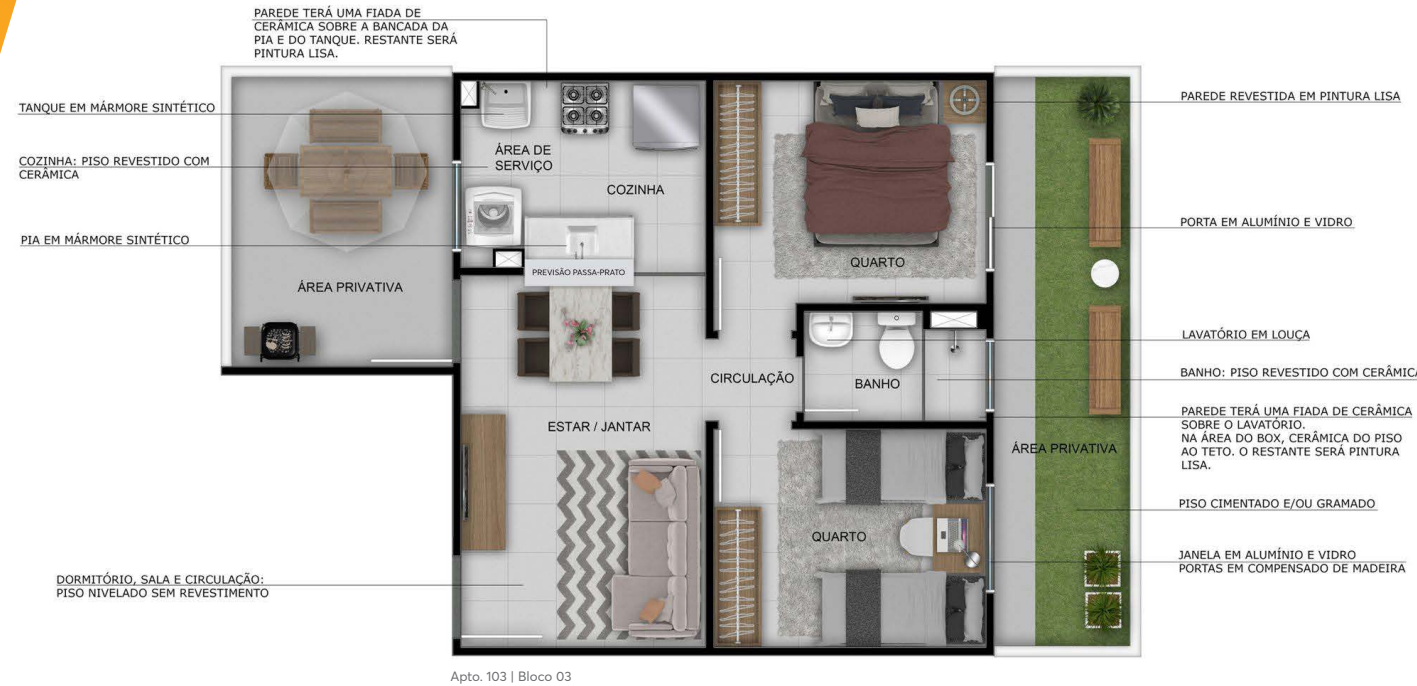 PAREDE TERÁ UMA FIADA DE
CERÂMICA SOBRE A BANCADA DA
PIA E DO TANQUE. RESTANTE SERÁ
PINTURA LISA.
TANQUE EM MÁRMORE SINTÉTICO
COZINHA: PISO REVESTIDO COM
CERÂMICA
PIA EM MÁRMORE SINTÉTICO
ÁREA PRIVATIVA
DORMITÓRIO, SALA E CIRCULAÇÃO:
PISO NIVELADO SEM REVESTIMENTO
ÁREA DE
SERVIÇO
COZINHA
PREVISÃO PASSA-PRATO
ESTAR / JANTAR
QUARTO
CIRCULAÇÃO
BANHO
QUARTO
ÁREA PRIVATIVA
PAREDE REVESTIDA EM PINTURA LISA
PORTA EM ALUMÍNIO E VIDRO
LAVATÓRIO EM LOUÇA
BANHO: PISO REVESTIDO COM CERÂMICA
PAREDE TERÁ UMA FIADA DE CERÂMICA
SOBRE O LAVATÓRIO.
NA ÁREA DO BOX, CERÂMICA DO PISO
AO TETO. O RESTANTE SERÁ PINTURA
LISA.
PISO CIMENTADO E/OU GRAMADO
JANELA EM ALUMÍNIO E VIDRO
PORTAS EM COMPENSADO DE MADEIRA
Apto. 103 | Bloco 03